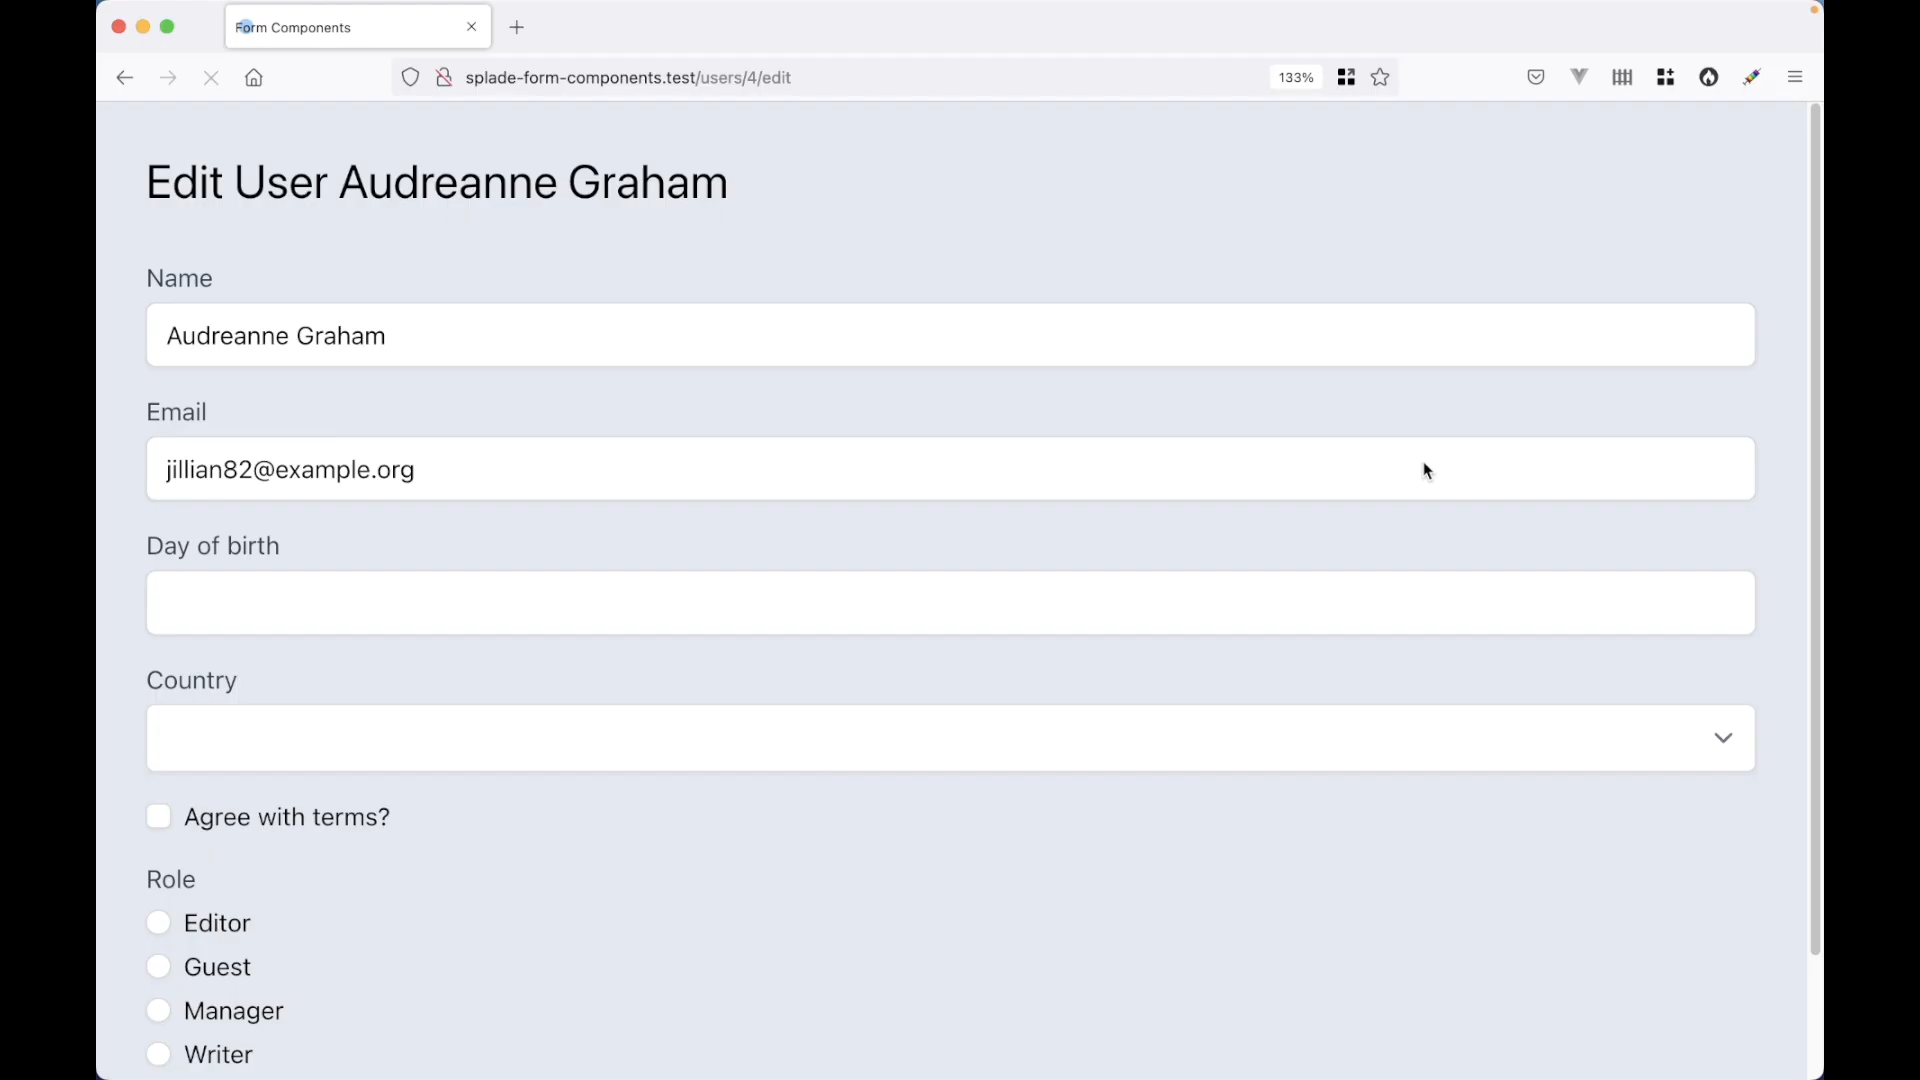 Form Components
splade-form-components.test/users/4/edit
133%
Edit User Audreanne Graham
Name
Audreanne Graham
Email
jillian82@example.org
Day of birth
Country
Agree with terms?
Role
Editor
Guest
Manager
Writer